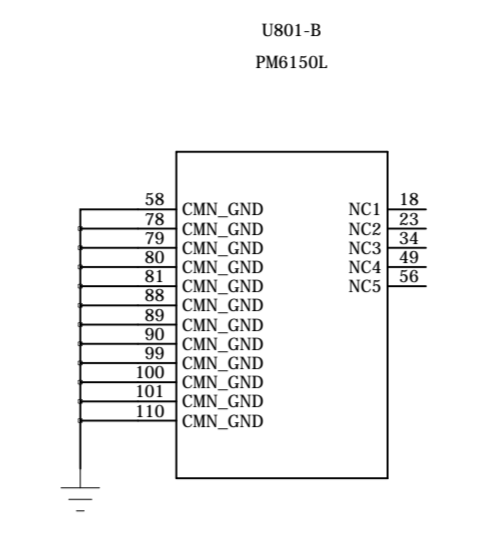 U801-B
PM6150L
58 CMN_GND NC1 18
78 CMN_GND NC2 23
79 CMN_GND NC3 34
80 CMN_GND NC4 49
81 CMN_GND NC5 56
88 CMN_GND
89 CMN_GND
90 CMN_GND
99 CMN_GND
100 CMN_GND
101 CMN_GND
110 CMN_GND